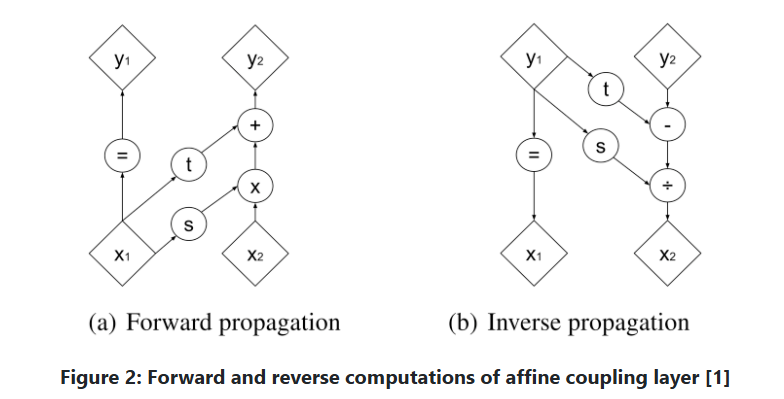 y1 y2 y1 y2
t
+ -
= t = s
x ÷
s
x1 x2 x1 x2
(a) Forward propagation (b) Inverse propagation
Figure 2: Forward and reverse computations of affine coupling layer [1]